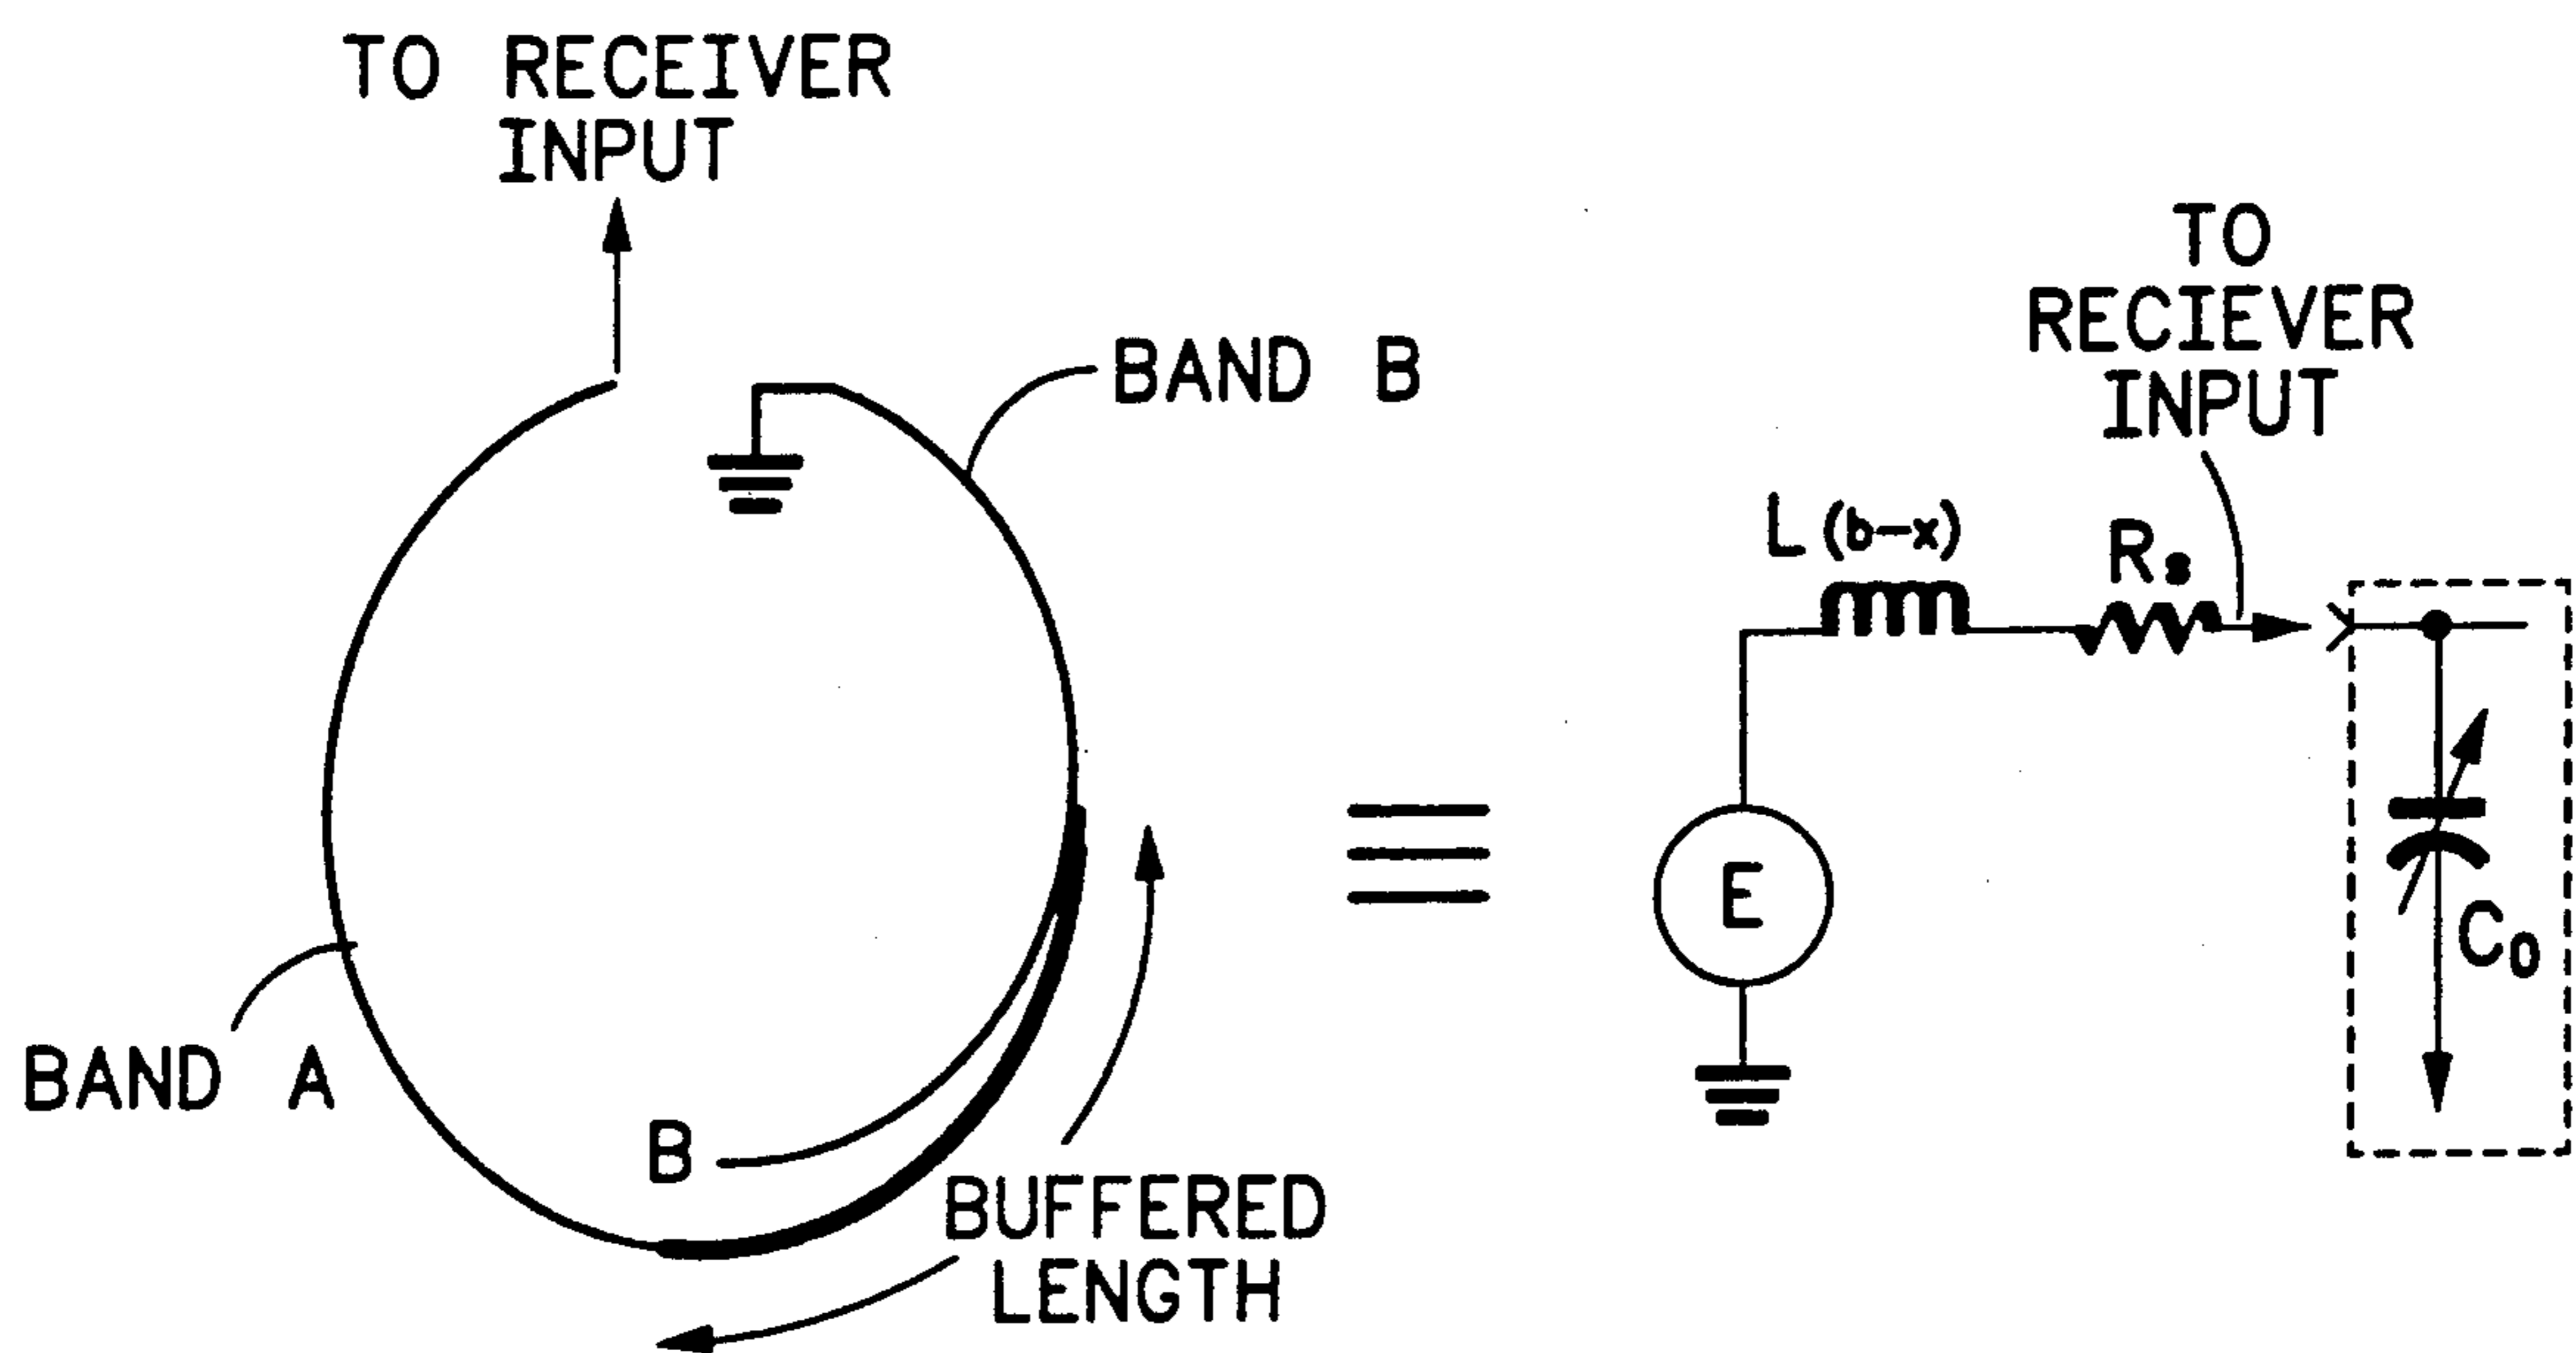 TO RECEIVER
INPUT
BAND B
BAND A
B
BUFFERED
LENGTH
TO
RECIEVER
INPUT
L (b-x)
Rs
E
C0